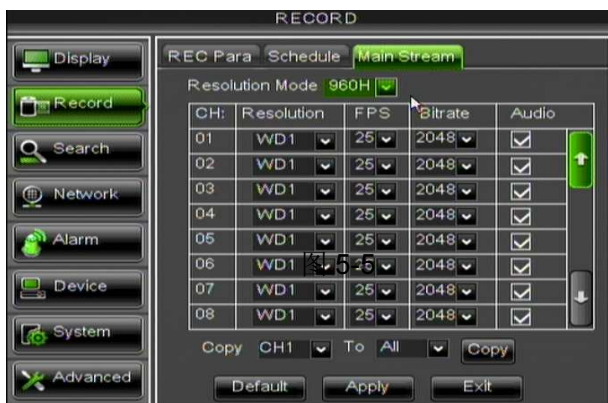 RECORD
Display
Record
Search
Network
Alarm
Device
System
Advanced
REC Para Schedule Main Stream
Resolution Mode 960H
CH: Resolution FPS Bitrate Audio
01 WD1 25 2048
02 WD1 25 2048
03 WD1 25 2048
04 WD1 25 2048
05 WD1 25 2048
06 WD1 25 2048
07 WD1 25 2048
08 WD1 25 2048
图 5-5
Copy CH1 To All Copy
Default Apply Exit